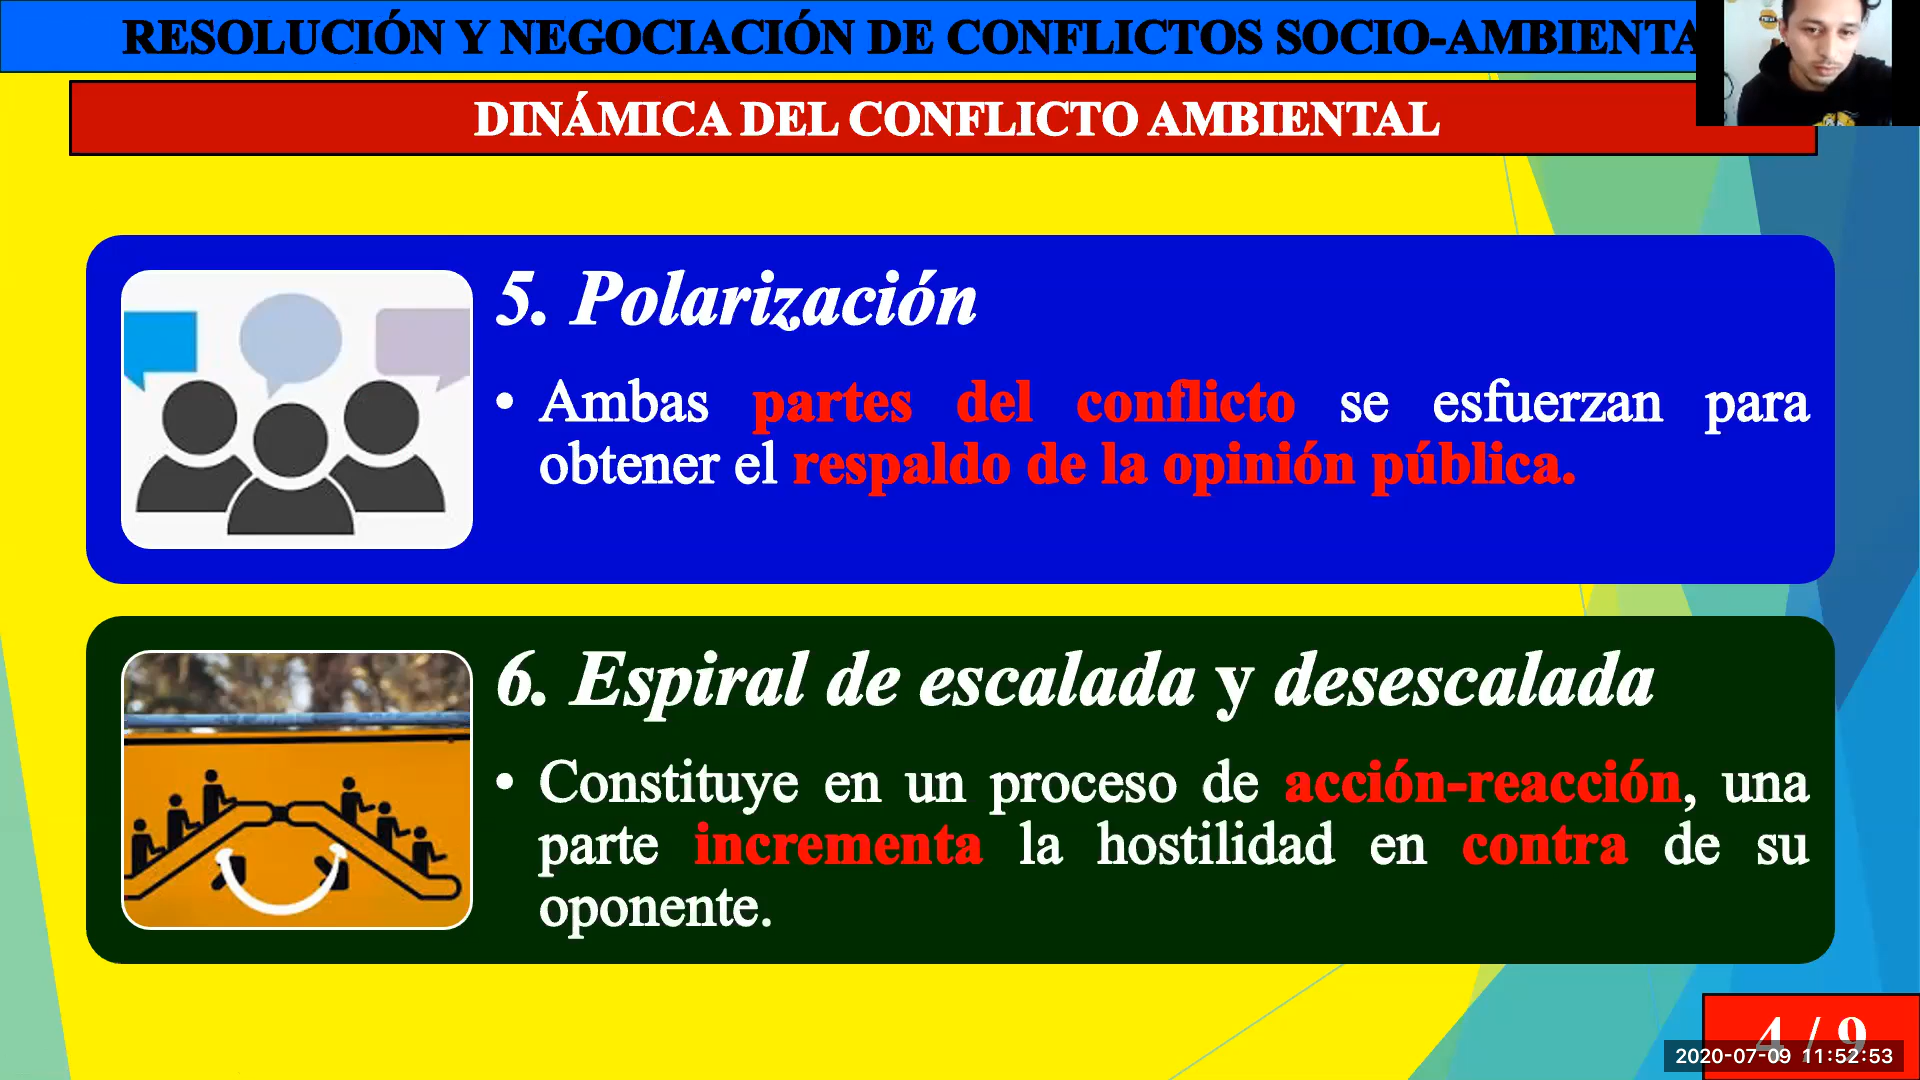 RESOLUCIÓN Y NEGOCIACIÓN DE CONFLICTOS SOCIO-AMBIENTA
DINÁMICA DEL CONFLICTO AMBIENTAL
5. Polarización
• Ambas partes del conflicto se esfuerzan para
obtener el respaldo de la opinión pública.
6. Espiral de escalada y desescalada
• Constituye en un proceso de acción-reacción, una
parte incrementa la hostilidad en contra de su
oponente.
4 / 9
2020-07-09 11:52:53